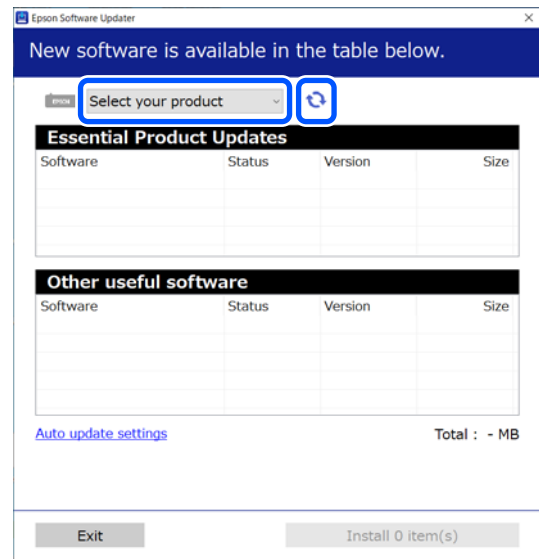 Epson Software Updater
New software is available in the table below.
EPSON Select your product
Essential Product Updates
Software Status Version Size
Other useful software
Software Status Version Size
Auto update settings Total : - MB
Exit Install 0 item(s)